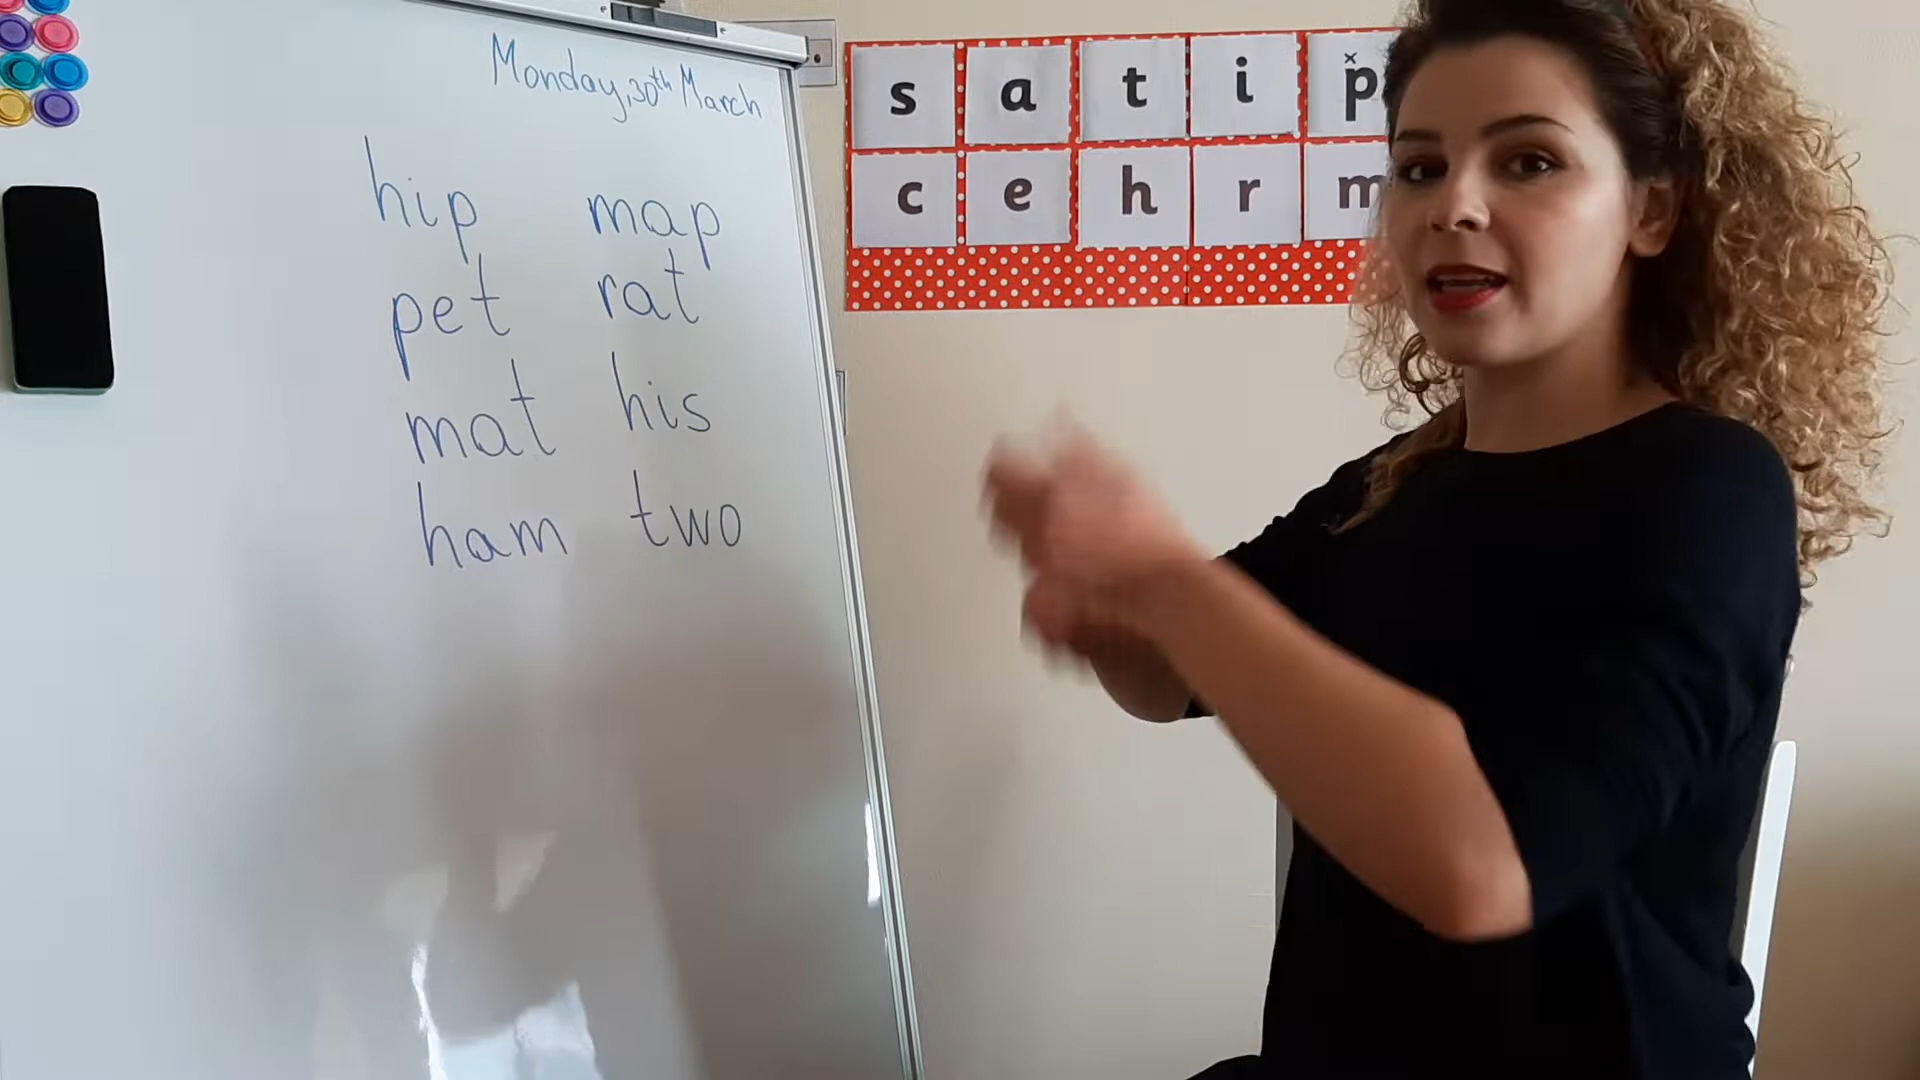 Monday, 30th March
hip map
pet rat
mat his
ham two
s a t i p
c e h r m